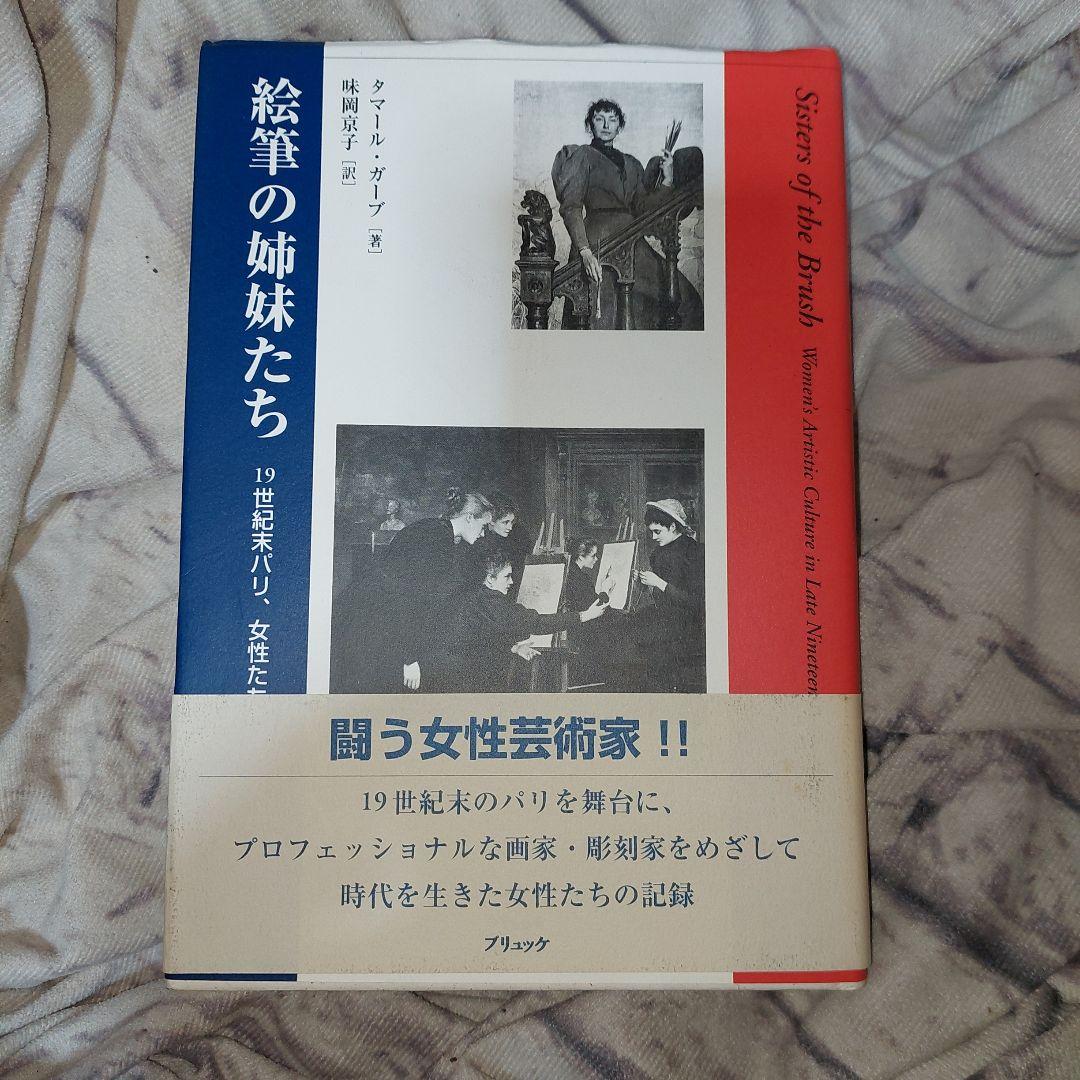 絵筆の姉妹たち
19世紀末パリ、女性たち
タマール・ガーブ［著］
味岡京子［訳］
Sisters of the Brush
Women's Artistic Culture in Late
闘う女性芸術家!!
19世紀末のパリを舞台に、
プロフェッショナルな画家・彫刻家をめざして
時代を生きた女性たちの記録
ブリュッケ